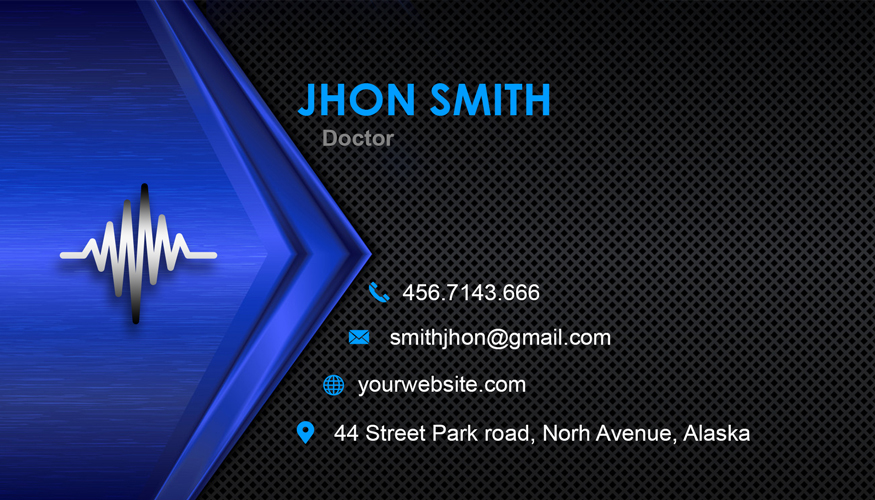 JHON SMITH
Doctor
456.7143.666
smithjhon@gmail.com
yourwebsite.com
44 Street Park road, Norh Avenue, Alaska